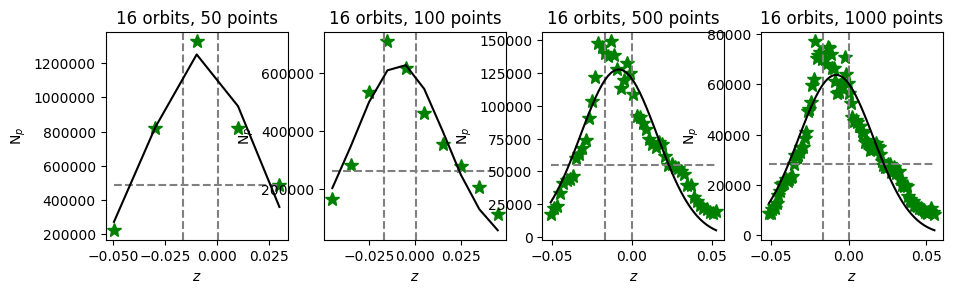 16 orbits, 50 points
16 orbits, 100 points
16 orbits, 500 points
16 orbits, 1000 points
N_p
1200000
1000000
800000
600000
400000
200000
−0.050
−0.025
0.000
0.025
z
N_p
600000
400000
200000
−0.025
0.000
0.025
z
N_p
150000
125000
100000
75000
50000
25000
0
−0.05
0.00
0.05
z
N_p
80000
60000
40000
20000
0
−0.05
0.00
0.05
z